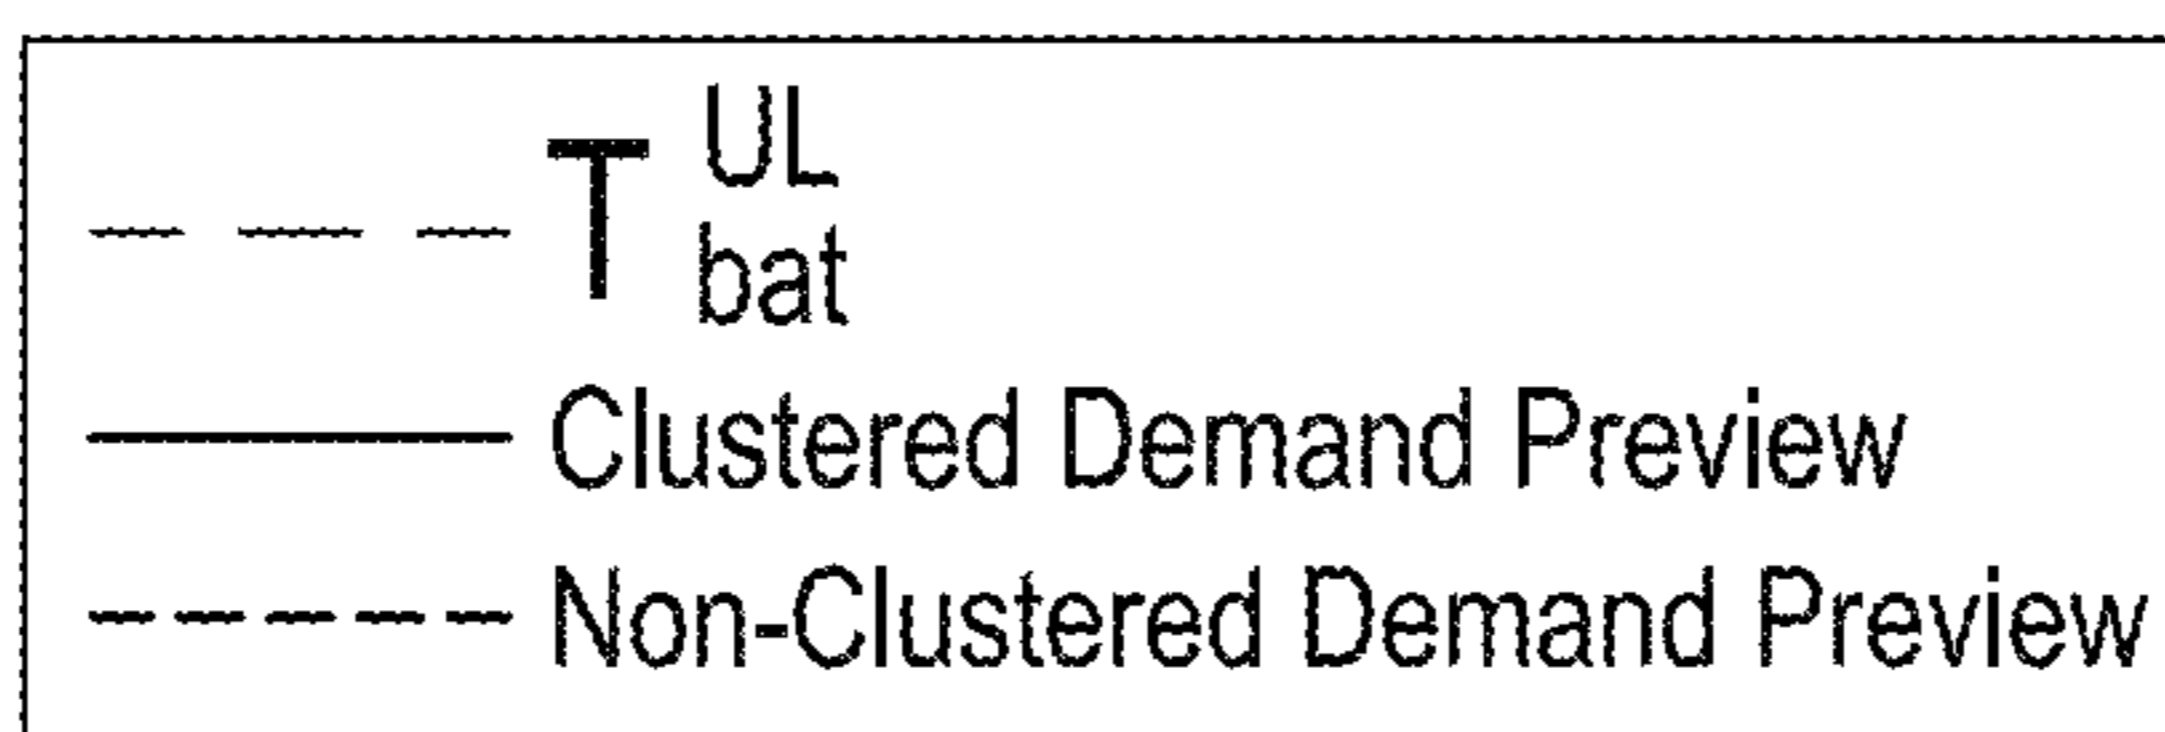 T UL bat
Clustered Demand Preview
Non-Clustered Demand Preview